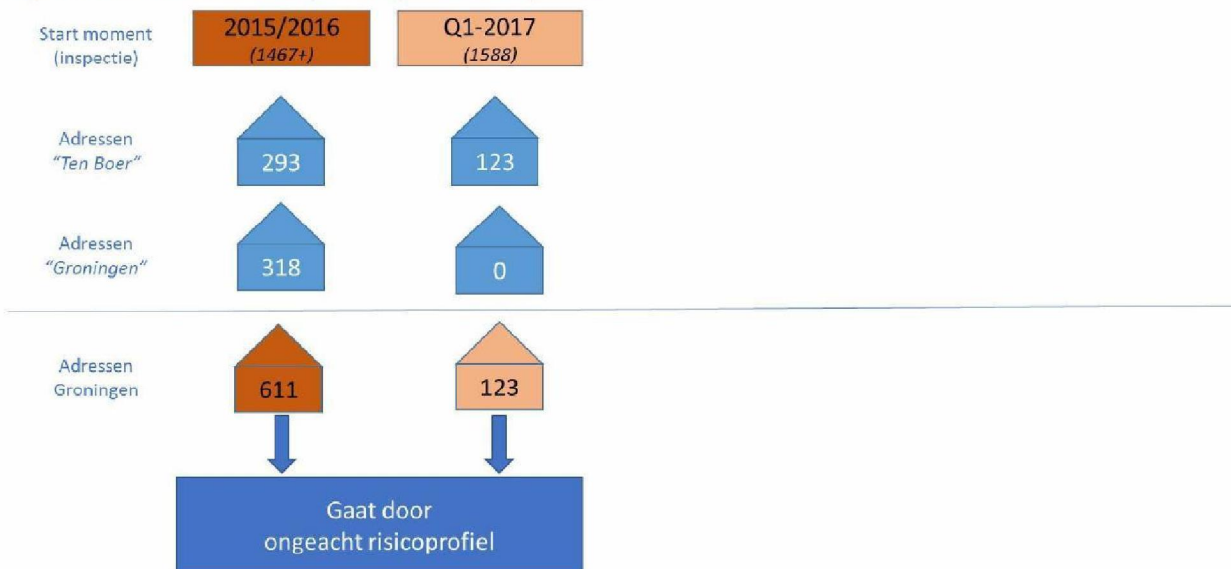 Start moment
(inspectie)
2015/2016
(1467+)
Q1-2017
(1588)
Adressen
"Ten Boer"
293
123
Adressen
"Groningen"
318
0
Adressen
Groningen
611
123
Gaat door
ongeacht risicoprofiel